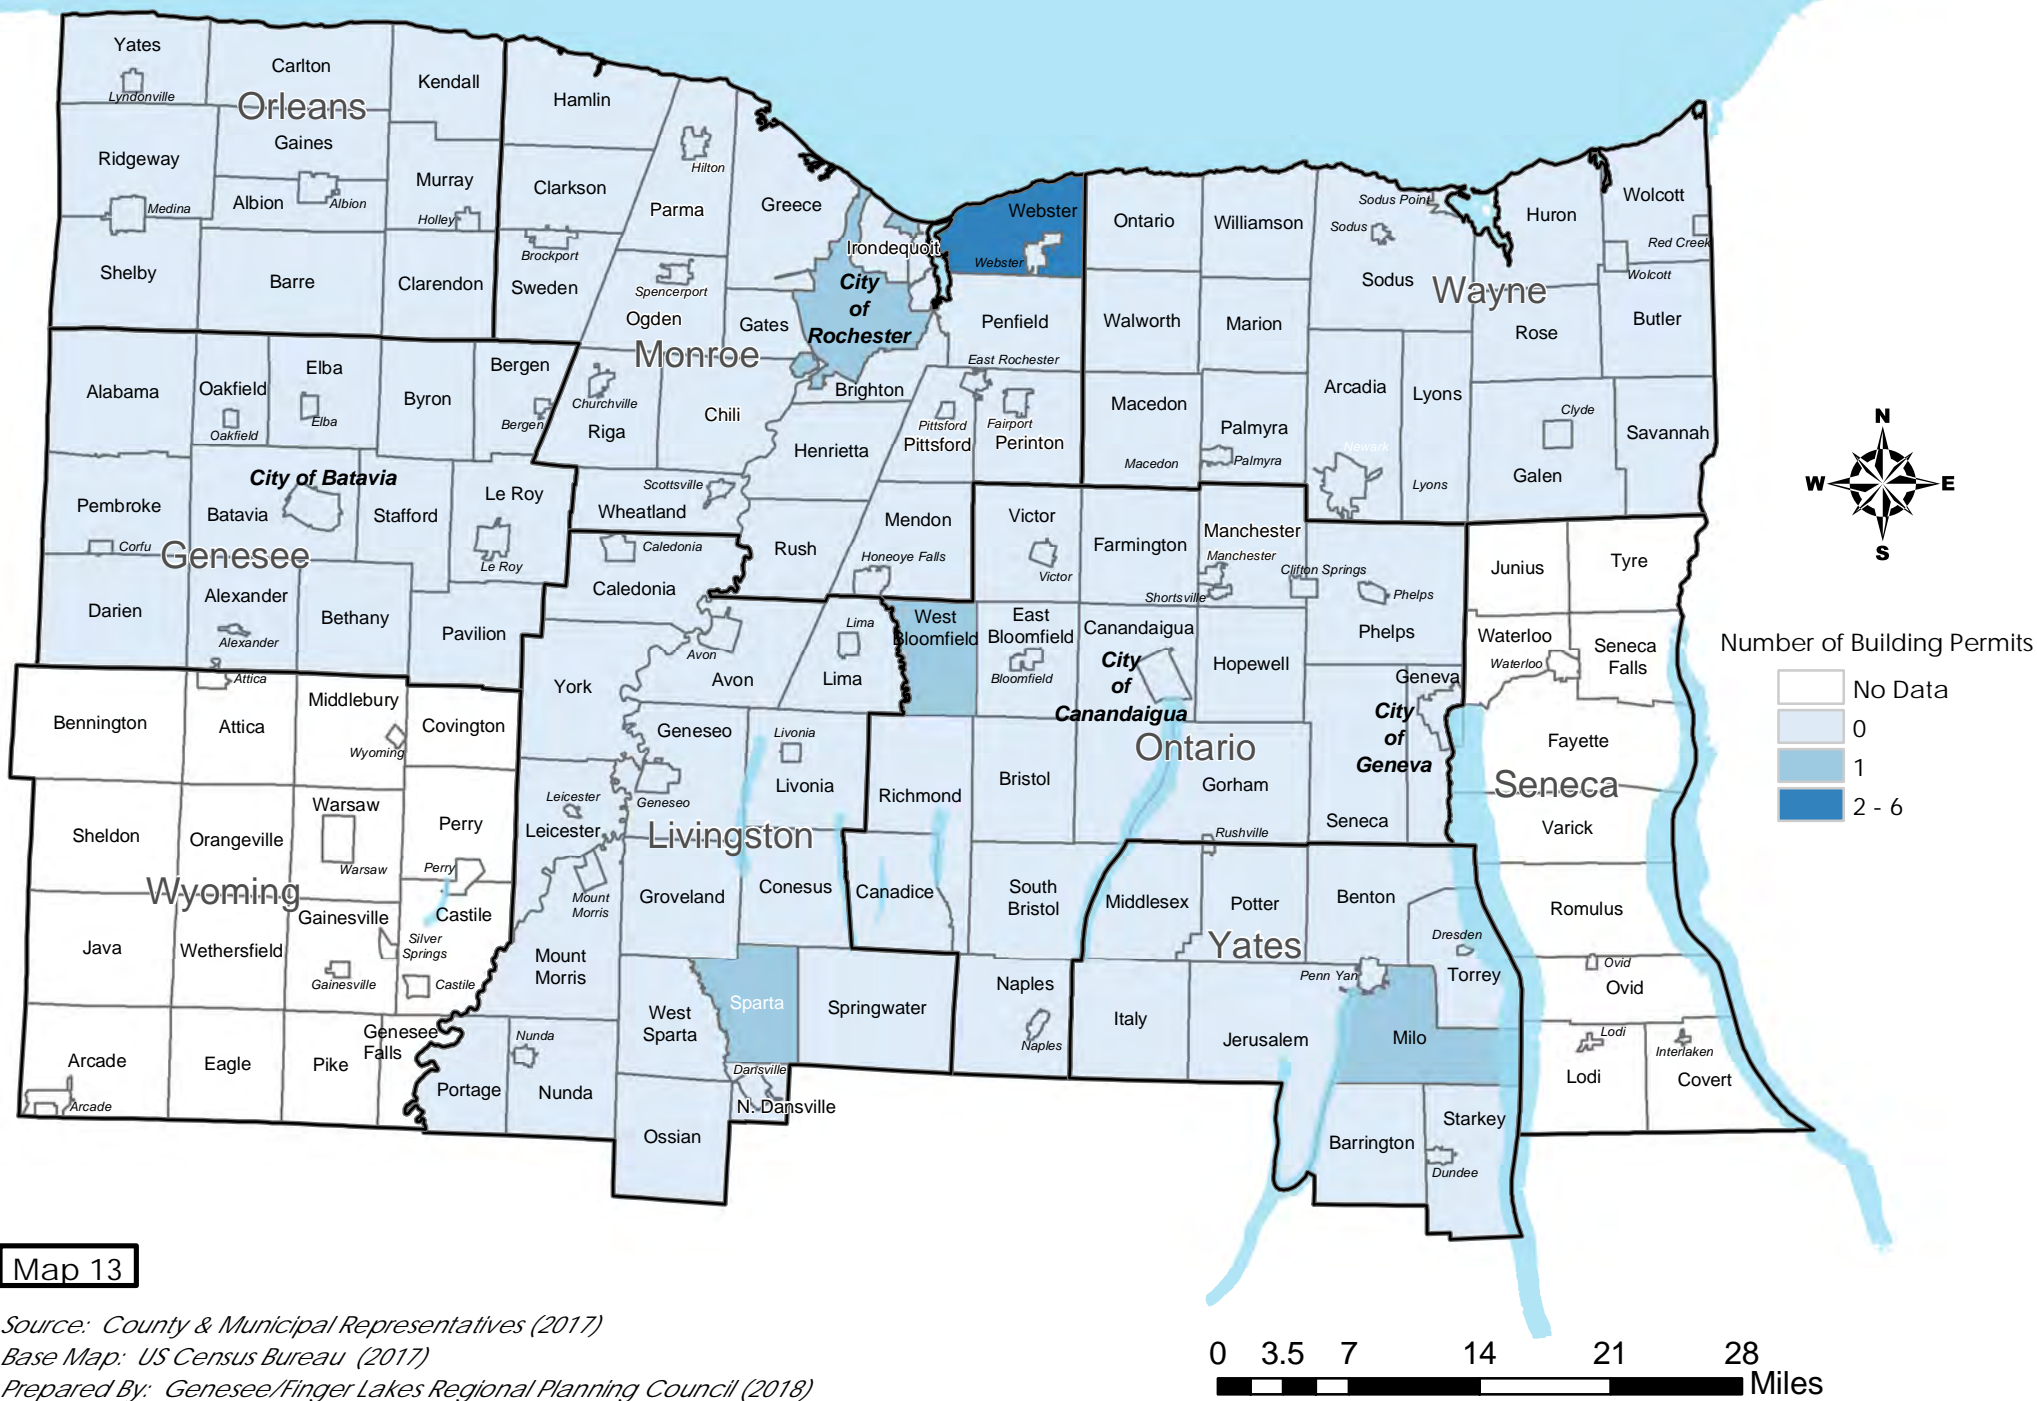 Yates
Lyndonville
Carlton
Orleans
Kendall
Hamlin
Ridgeway
Gaines
Hilton
Medina
Albion
Albion
Murray
Holley
Clarkson
Parma
Greece
Brockport
Shelby
Barre
Clarendon
Sweden
Spencerport
Ogden
Gates
Irondequoit
City
of
Rochester
Webster
Webster
Penfield
East Rochester
Monroe
Brighton
Ontario
Williamson
Sodus Point
Sodus
Sodus
Huron
Wolcott
Red Creek
Wolcott
Wayne
Walworth
Marion
Rose
Butler
Alabama
Oakfield
Oakfield
Elba
Elba
Byron
Bergen
Bergen
Churchville
Riga
Chili
Henrietta
Pittsford
Pittsford
Fairport
Perinton
Macedon
Macedon
Palmyra
Palmyra
Arcadia
Newark
Lyons
Lyons
Clyde
Galen
Savannah
City of Batavia
Pembroke
Corfu
Batavia
Stafford
Le Roy
Le Roy
Scottsville
Wheatland
Genesee
Caledonia
Caledonia
Rush
Mendon
Honeoye Falls
Victor
Victor
Farmington
Manchester
Manchester
Clifton Springs
Shortsville
Phelps
Phelps
Junius
Tyre
Darien
Alexander
Alexander
Bethany
Pavilion
Avon
Avon
Lima
Lima
West
Bloomfield
East
Bloomfield
Bloomfield
Canandaigua
City
of
Canandaigua
Hopewell
Geneva
City
of
Geneva
Waterloo
Waterloo
Seneca
Falls
Attica
Attica
Bennington
Middlebury
Wyoming
Covington
York
Geneseo
Geneseo
Livonia
Livonia
Richmond
Bristol
Ontario
Gorham
Rushville
Seneca
Fayette
Seneca
Varick
Sheldon
Orangeville
Warsaw
Warsaw
Perry
Perry
Leicester
Leicester
Livingston
Wyoming
Gainesville
Gainesville
Castile
Silver
Springs
Castile
Mount
Morris
Groveland
Conesus
Canadice
South
Bristol
Middlesex
Potter
Benton
Yates
Dresden
Torrey
Penn Yan
Romulus
Ovid
Ovid
Java
Wethersfield
Mount
Morris
West
Sparta
Sparta
Springwater
Naples
Naples
Italy
Jerusalem
Milo
Lodi
Lodi
Interlaken
Covert
Arcade
Arcade
Eagle
Pike
Genesee
Falls
Portage
Nunda
Nunda
Dansville
N. Dansville
Ossian
Barrington
Starkey
Dundee
N
W
E
S
Number of Building Permits
No Data
0
1
2 - 6
Map 13
Source: County & Municipal Representatives (2017)
Base Map: US Census Bureau (2017)
Prepared By: Genesee/Finger Lakes Regional Planning Council (2018)
0 3.5 7 14 21 28
Miles